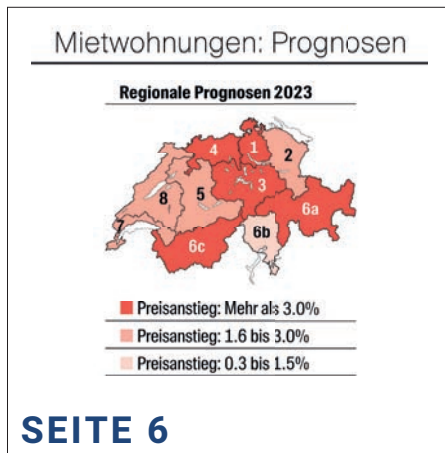 Mietwohnungen: Prognosen
Regionale Prognosen 2023
4
1
2
3
5
8
6a
7
6b
6c
Preisanstieg: Mehr als 3.0%
Preisanstieg: 1.6 bis 3.0%
Preisanstieg: 0.3 bis 1.5%
SEITE 6